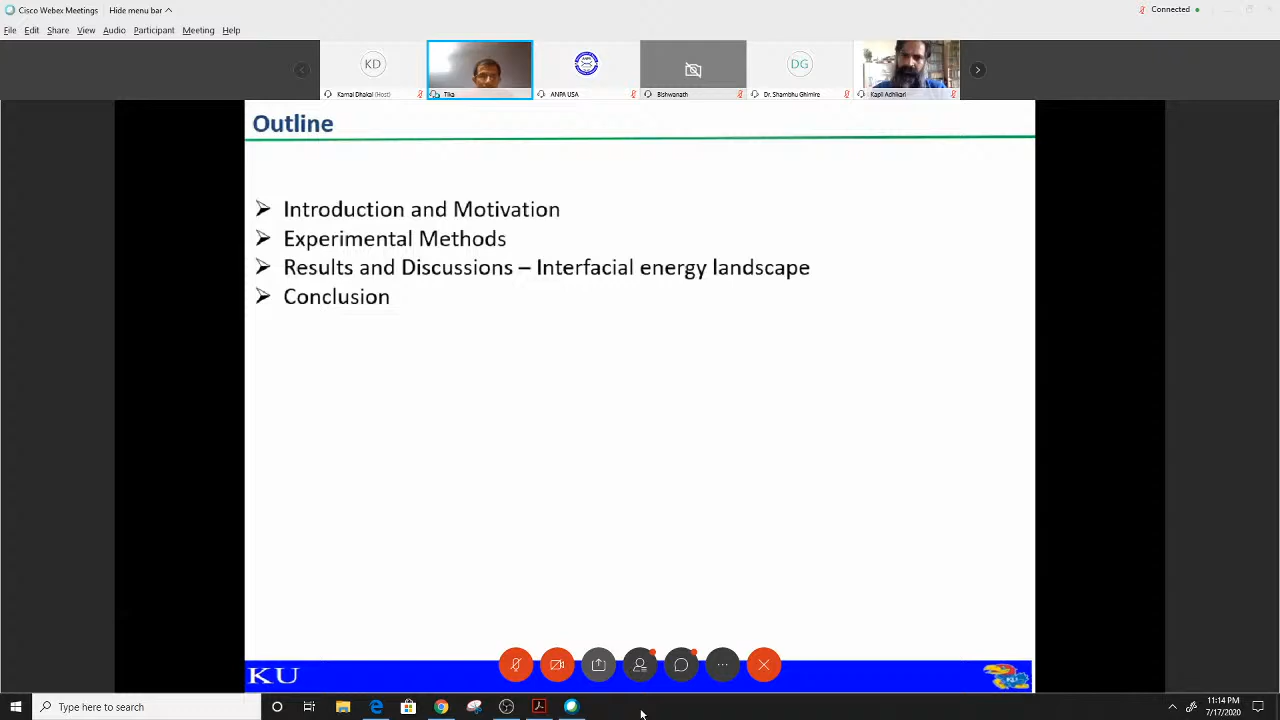 Cisco Webex Meetings Hide menu bar
Connected
File Edit Share View Audio Participant Meeting Help
KD
DG
Kamal Dhakal (Host)
Tika
ANPA USA
Bishwanath
Dr. Shambhu Ghimire
Kapil Adhikari
Outline
Introduction and Motivation
Experimental Methods
Results and Discussions – Interfacial energy landscape
Conclusion
KU
Type here to search
11:14 PM
7/17/2020